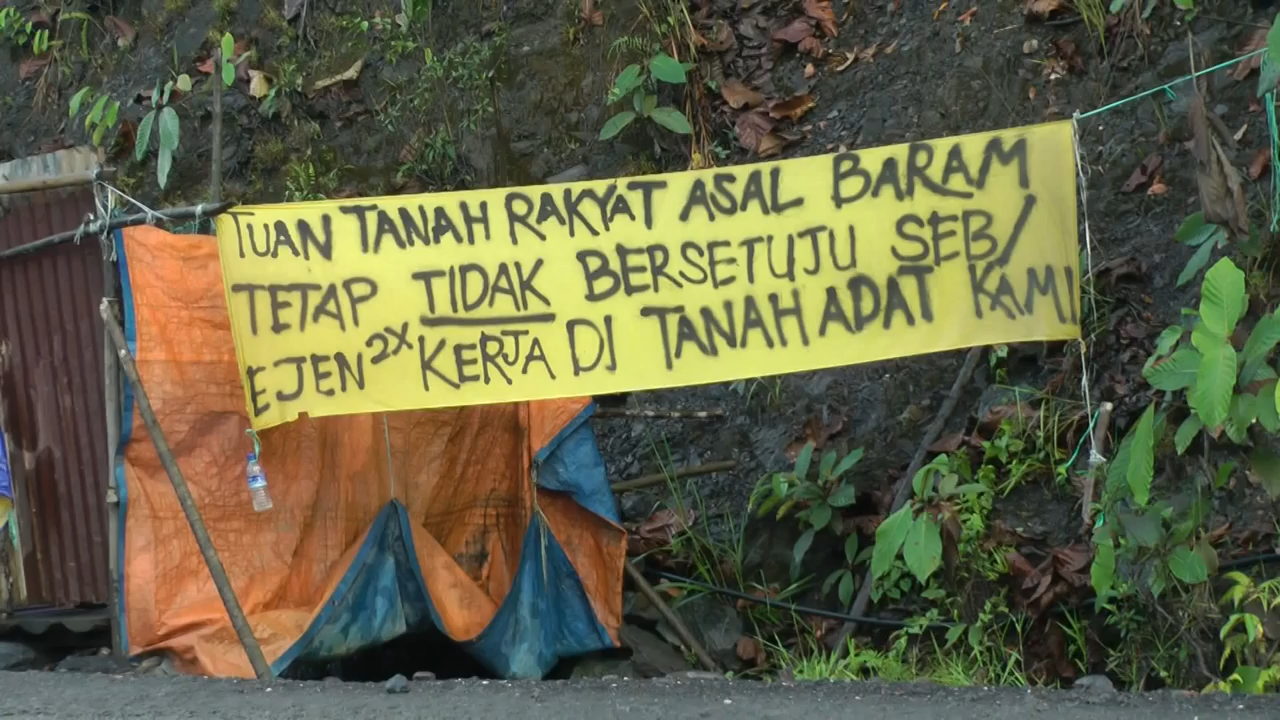 TUAN TANAH RAKYAT ASAL BARAM
TETAP TIDAK BERSETUJU SEB/
EJEN2X KERJA DI TANAH ADAT KAMI